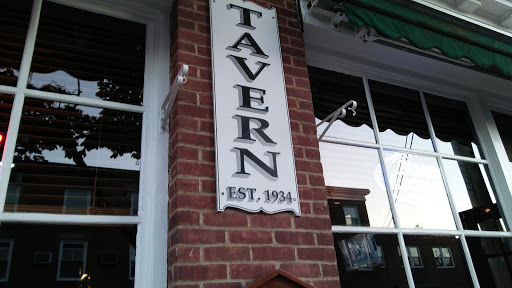 TAVERN
· EST. 1934 ·